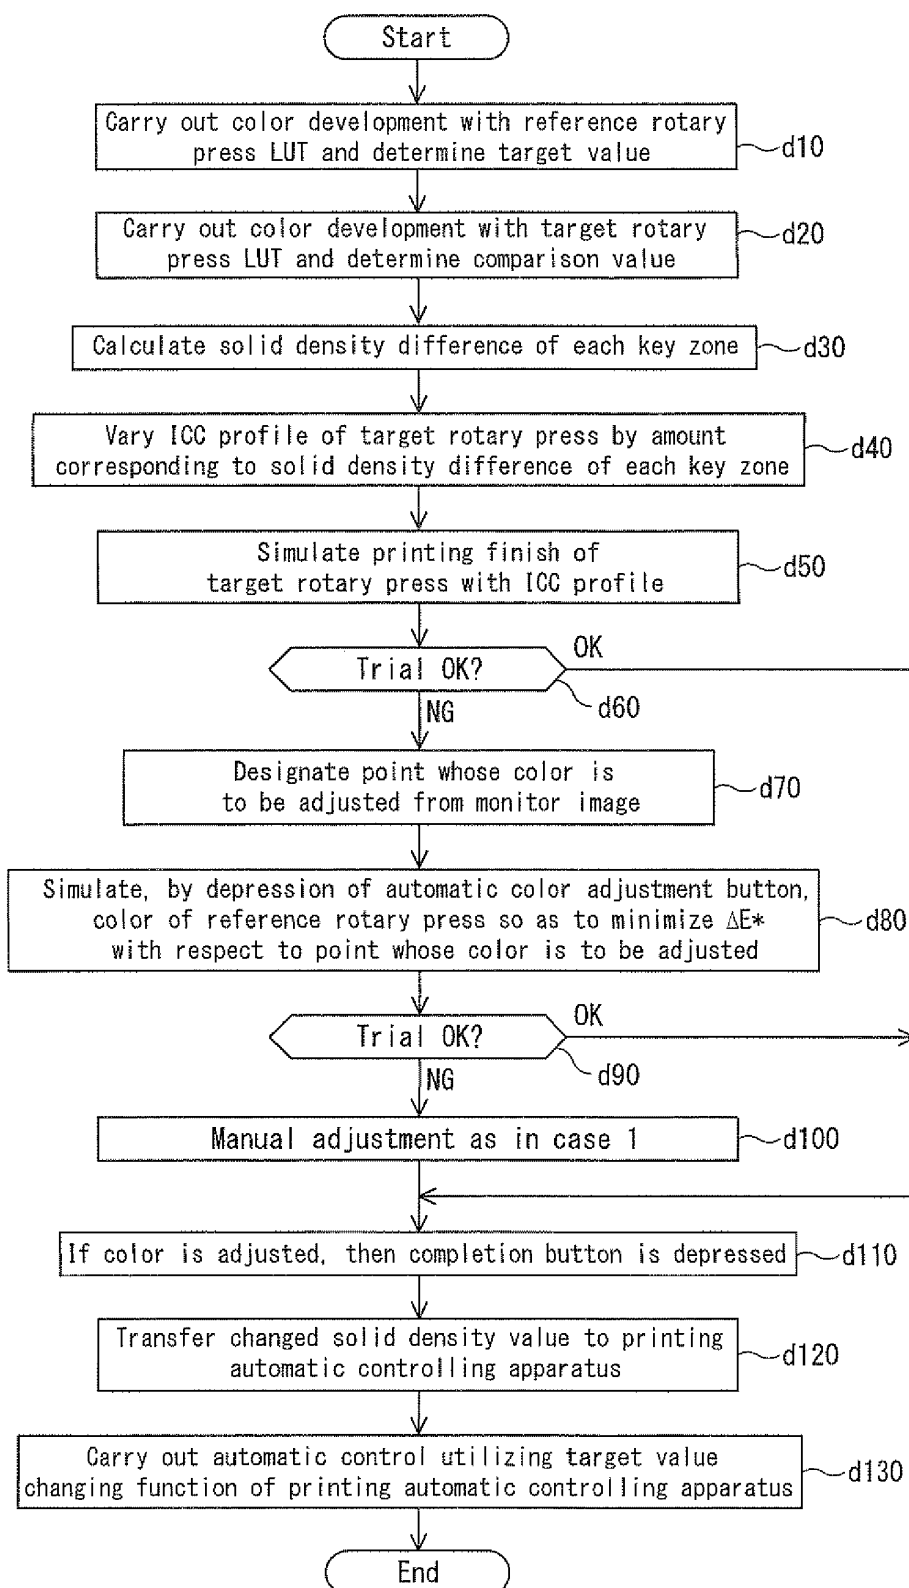 Start
Carry out color development with reference rotary
press LUT and determine target value
d10
Carry out color development with target rotary
press LUT and determine comparison value
d20
Calculate solid density difference of each key zone
d30
Vary ICC profile of target rotary press by amount
corresponding to solid density difference of each key zone
d40
Simulate printing finish of
target rotary press with ICC profile
d50
Trial OK?
OK
d60
NG
Designate point whose color is
to be adjusted from monitor image
d70
Simulate, by depression of automatic color adjustment button,
color of reference rotary press so as to minimize ΔE*
with respect to point whose color is to be adjusted
d80
Trial OK?
OK
d90
NG
Manual adjustment as in case 1
d100
If color is adjusted, then completion button is depressed
d110
Transfer changed solid density value to printing
automatic controlling apparatus
d120
Carry out automatic control utilizing target value
changing function of printing automatic controlling apparatus
d130
End